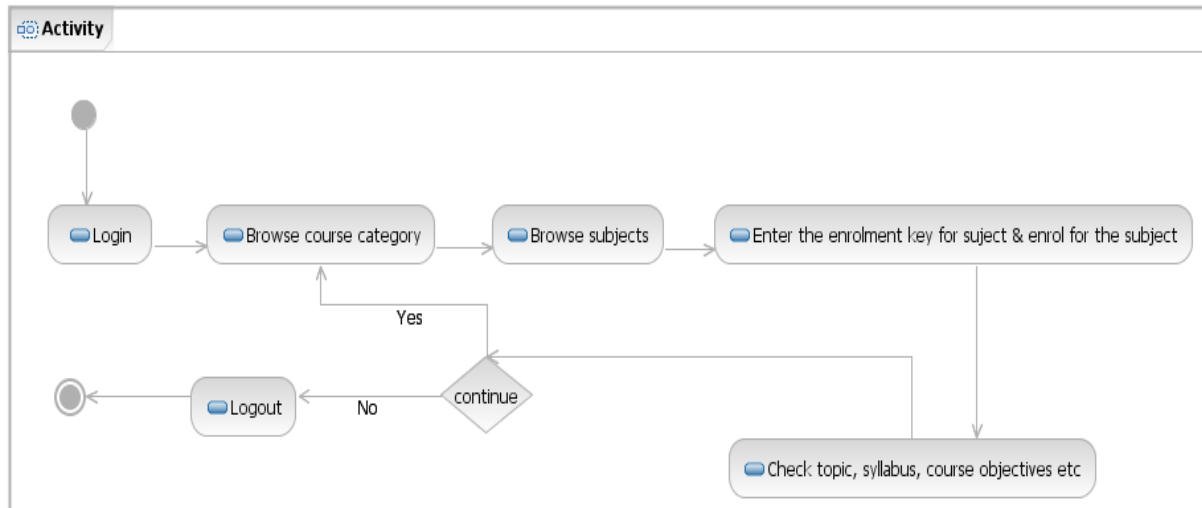 Activity
Login
Browse course category
Browse subjects
Enter the enrolment key for suject & enrol for the subject
Yes
continue
Logout
No
Check topic, syllabus, course objectives etc